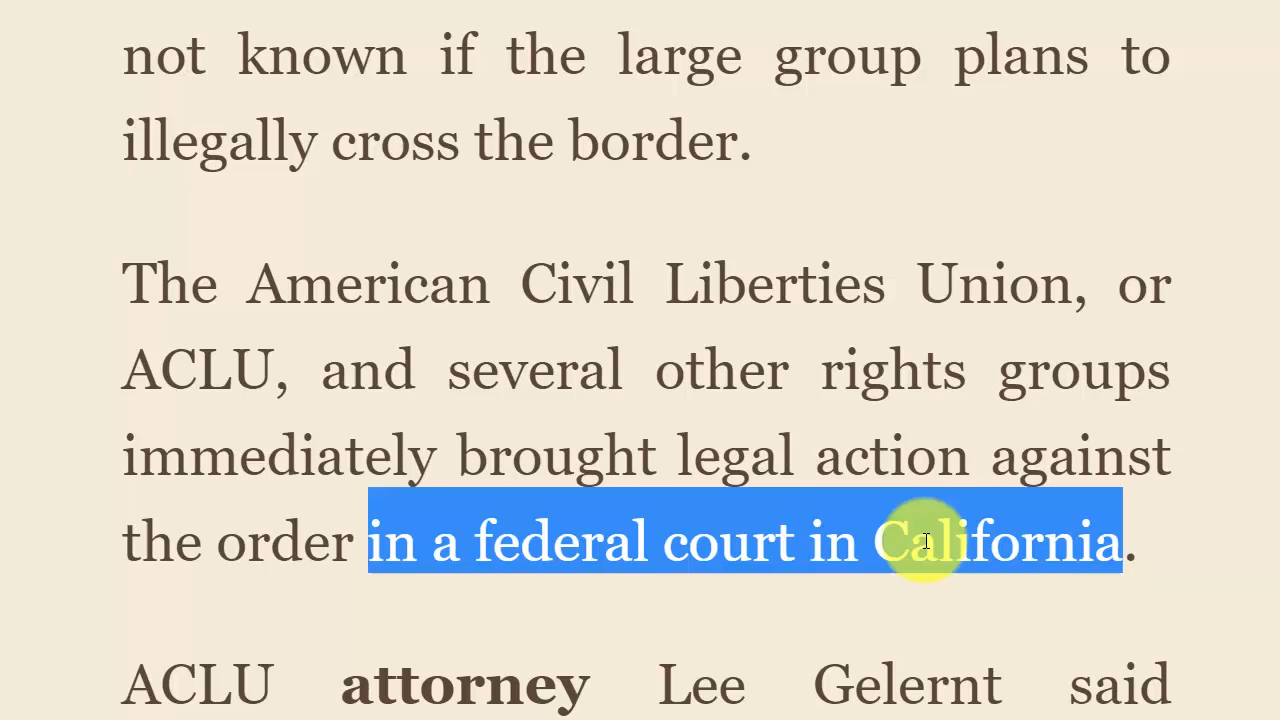 not known if the large group plans to
illegally cross the border.
The American Civil Liberties Union, or
ACLU, and several other rights groups
immediately brought legal action against
the order in a federal court in California.
ACLU attorney Lee Gelernt said